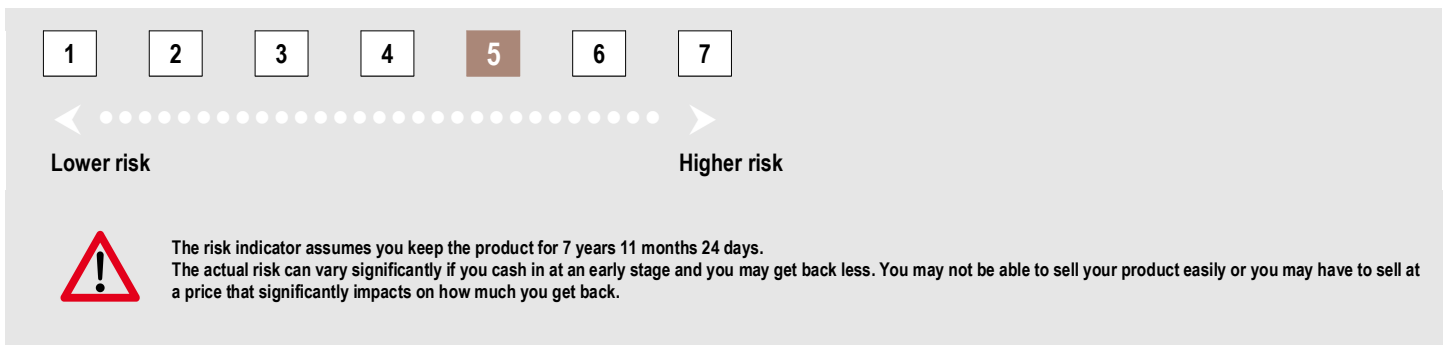 1 2 3 4 5 6 7
Lower risk Higher risk
The risk indicator assumes you keep the product for 7 years 11 months 24 days.
The actual risk can vary significantly if you cash in at an early stage and you may get back less. You may not be able to sell your product easily or you may have to sell at
a price that significantly impacts on how much you get back.